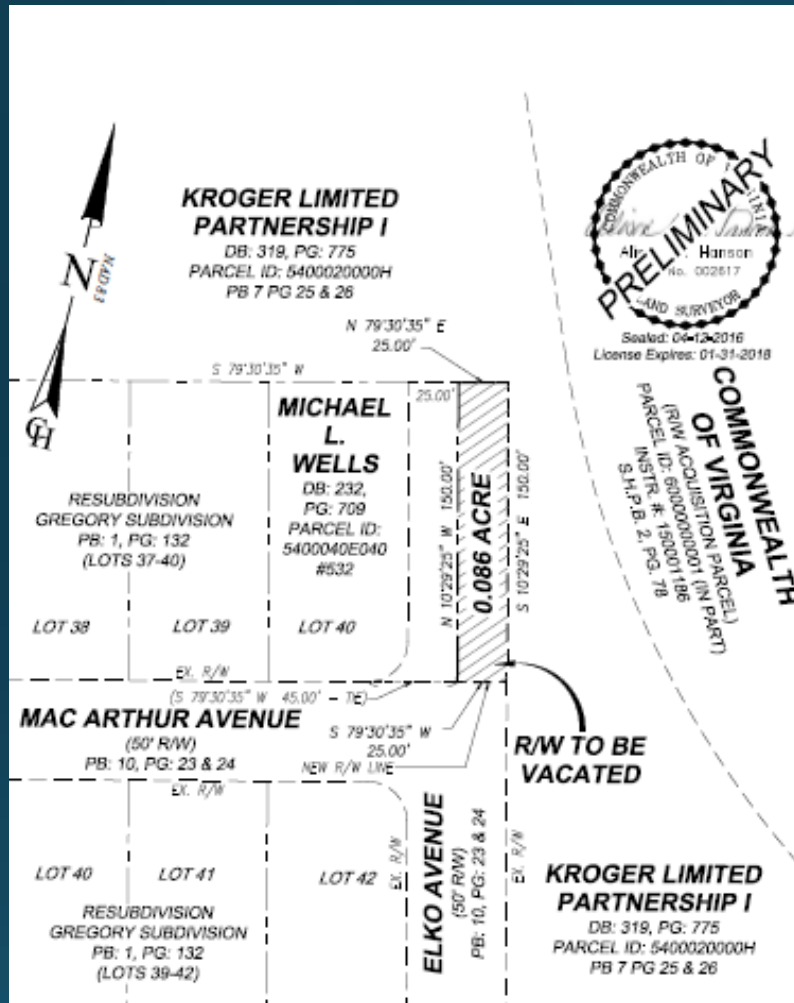 KROGER LIMITED
PARTNERSHIP I
DB: 319, PG: 775
PARCEL ID: 5400020000H
PB 7 PG 25 & 26
N
NAD83
GH
COMMONWEALTH OF VIRGINIA
Hanson
No. 002617
LAND SURVEYOR
PRELIMINARY
Sealed: 04-12-2016
License Expires: 01-31-2018
N 79°30'35" E
25.00'
S 79°30'35" W
25.00'
MICHAEL
L.
WELLS
DB: 232,
PG: 709
PARCEL ID:
5400040E040
#532
N 10°29'25" W 150.00'
0.086 ACRE
S 10°29'25" E 150.00'
COMMONWEALTH
OF VIRGINIA
(R/W ACQUISITION PARCEL)
PARCEL ID: 60000000001 (IN PART)
INSTR. #: 150001186
S.H.P.B. 2, PG. 78
RESUBDIVISION
GREGORY SUBDIVISION
PB: 1, PG: 132
(LOTS 37-40)
LOT 38
LOT 39
LOT 40
EX. R/W
(S 79°30'35" W 45.00' - TIE)
MAC ARTHUR AVENUE
(50' R/W)
PB: 10, PG: 23 & 24
S 79°30'35" W
25.00'
NEW R/W LINE
R/W TO BE
VACATED
EX. R/W
LOT 40
LOT 41
LOT 42
EX. R/W
ELKO AVENUE
(50' R/W)
PB: 10, PG: 23 & 24
EX. R/W
RESUBDIVISION
GREGORY SUBDIVISION
PB: 1, PG: 132
(LOTS 39-42)
KROGER LIMITED
PARTNERSHIP I
DB: 319, PG: 775
PARCEL ID: 5400020000H
PB 7 PG 25 & 26